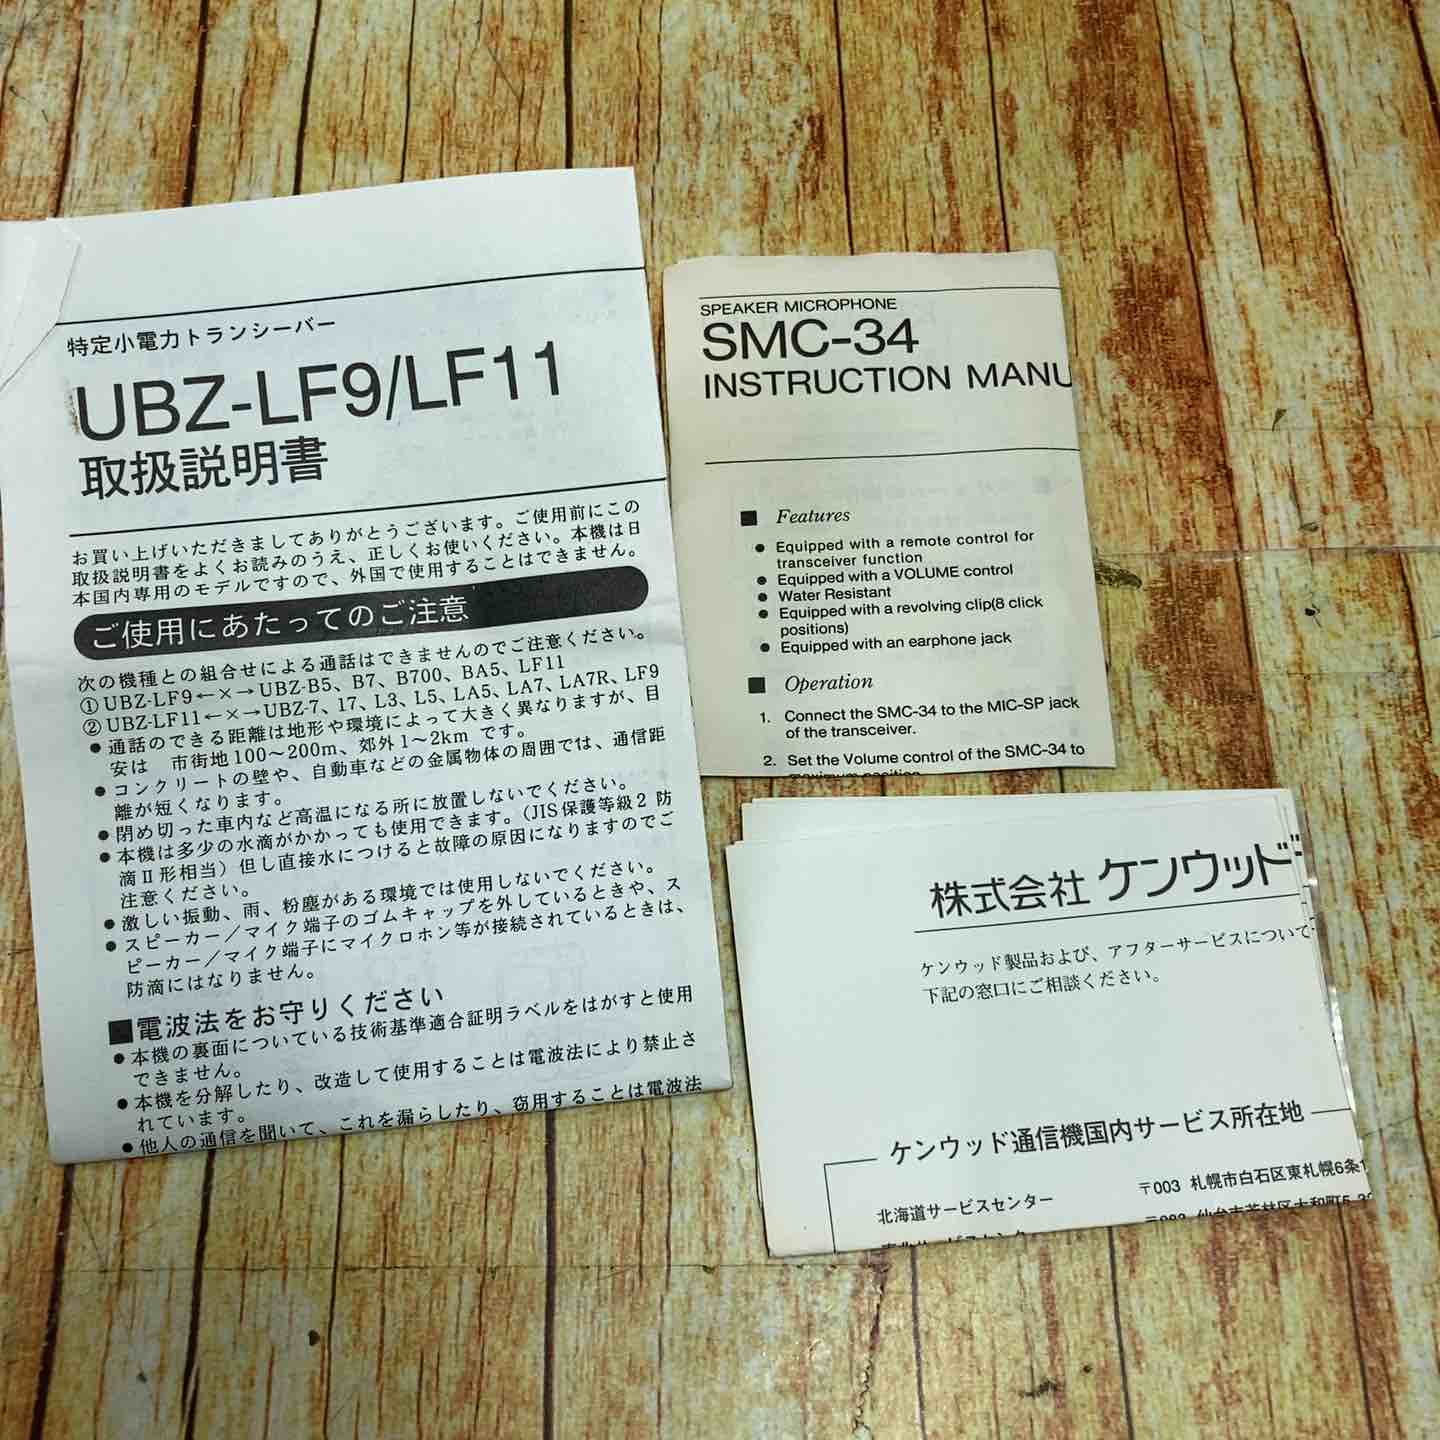 特定小電力トランシーバー
UBZ-LF9/LF11
取扱説明書
お買い上げいただきましてありがとうございます。ご使用前にこの
取扱説明書をよくお読みのうえ、正しくお使いください。本機は日
本国内専用のモデルですので、外国で使用することはできません。
ご使用にあたってのご注意
次の機種との組合せによる通話はできませんのでご注意ください。
①UBZ-LF9←×→UBZ-B5、B7、B700、BA5、LF11
②UBZ-LF11←×→UBZ-7、17、L3、L5、LA5、LA7、LA7R、LF9
●通話のできる距離は地形や環境によって大きく異なりますが、目
安は 市街地100～200m、郊外1～2km です。
●コンクリートの壁や、自動車などの金属物体の周囲では、通信距
離が短くなります。
●閉め切った車内など高温になる所に放置しないでください。
●本機は多少の水滴がかかっても使用できます。（JIS保護等級2 防
滴Ⅱ形相当）但し直接水につけると故障の原因になりますのでご
注意ください。
●激しい振動、雨、粉塵がある環境では使用しないでください。
●スピーカー／マイク端子のゴムキャップを外しているときや、ス
ピーカー／マイク端子にマイクロホン等が接続されているときは、
防滴にはなりません。
■電波法をお守りください
●本機の裏面についている技術基準適合証明ラベルをはがすと使用
できません。
●本機を分解したり、改造して使用することは電波法により禁止さ
れています。
●他人の通信を聞いて、これを漏らしたり、窃用することは電波法
SPEAKER MICROPHONE
SMC-34
INSTRUCTION MANU
■ Features
● Equipped with a remote control for
transceiver function
● Equipped with a VOLUME control
● Water Resistant
● Equipped with a revolving clip(8 click
positions)
● Equipped with an earphone jack
■ Operation
1. Connect the SMC-34 to the MIC-SP jack
of the transceiver.
2. Set the Volume control of the SMC-34 to
maximum position
株式会社 ケンウッド
ケンウッド製品および、アフターサービスについて
下記の窓口にご相談ください。
ケンウッド通信機国内サービス所在地
北海道サービスセンター 〒003 札幌市白石区東札幌6条1
東北サービスセンター 〒983 仙台市若林区大和町5